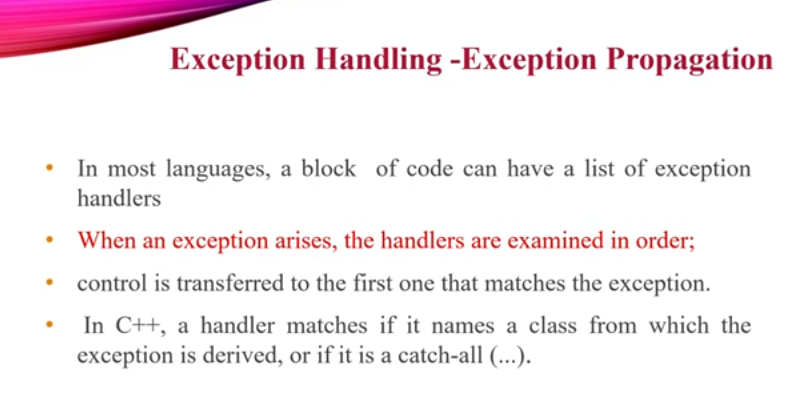 Exception Handling -Exception Propagation
• In most languages, a block of code can have a list of exception
handlers
• When an exception arises, the handlers are examined in order;
• control is transferred to the first one that matches the exception.
• In C++, a handler matches if it names a class from which the
exception is derived, or if it is a catch-all (...).